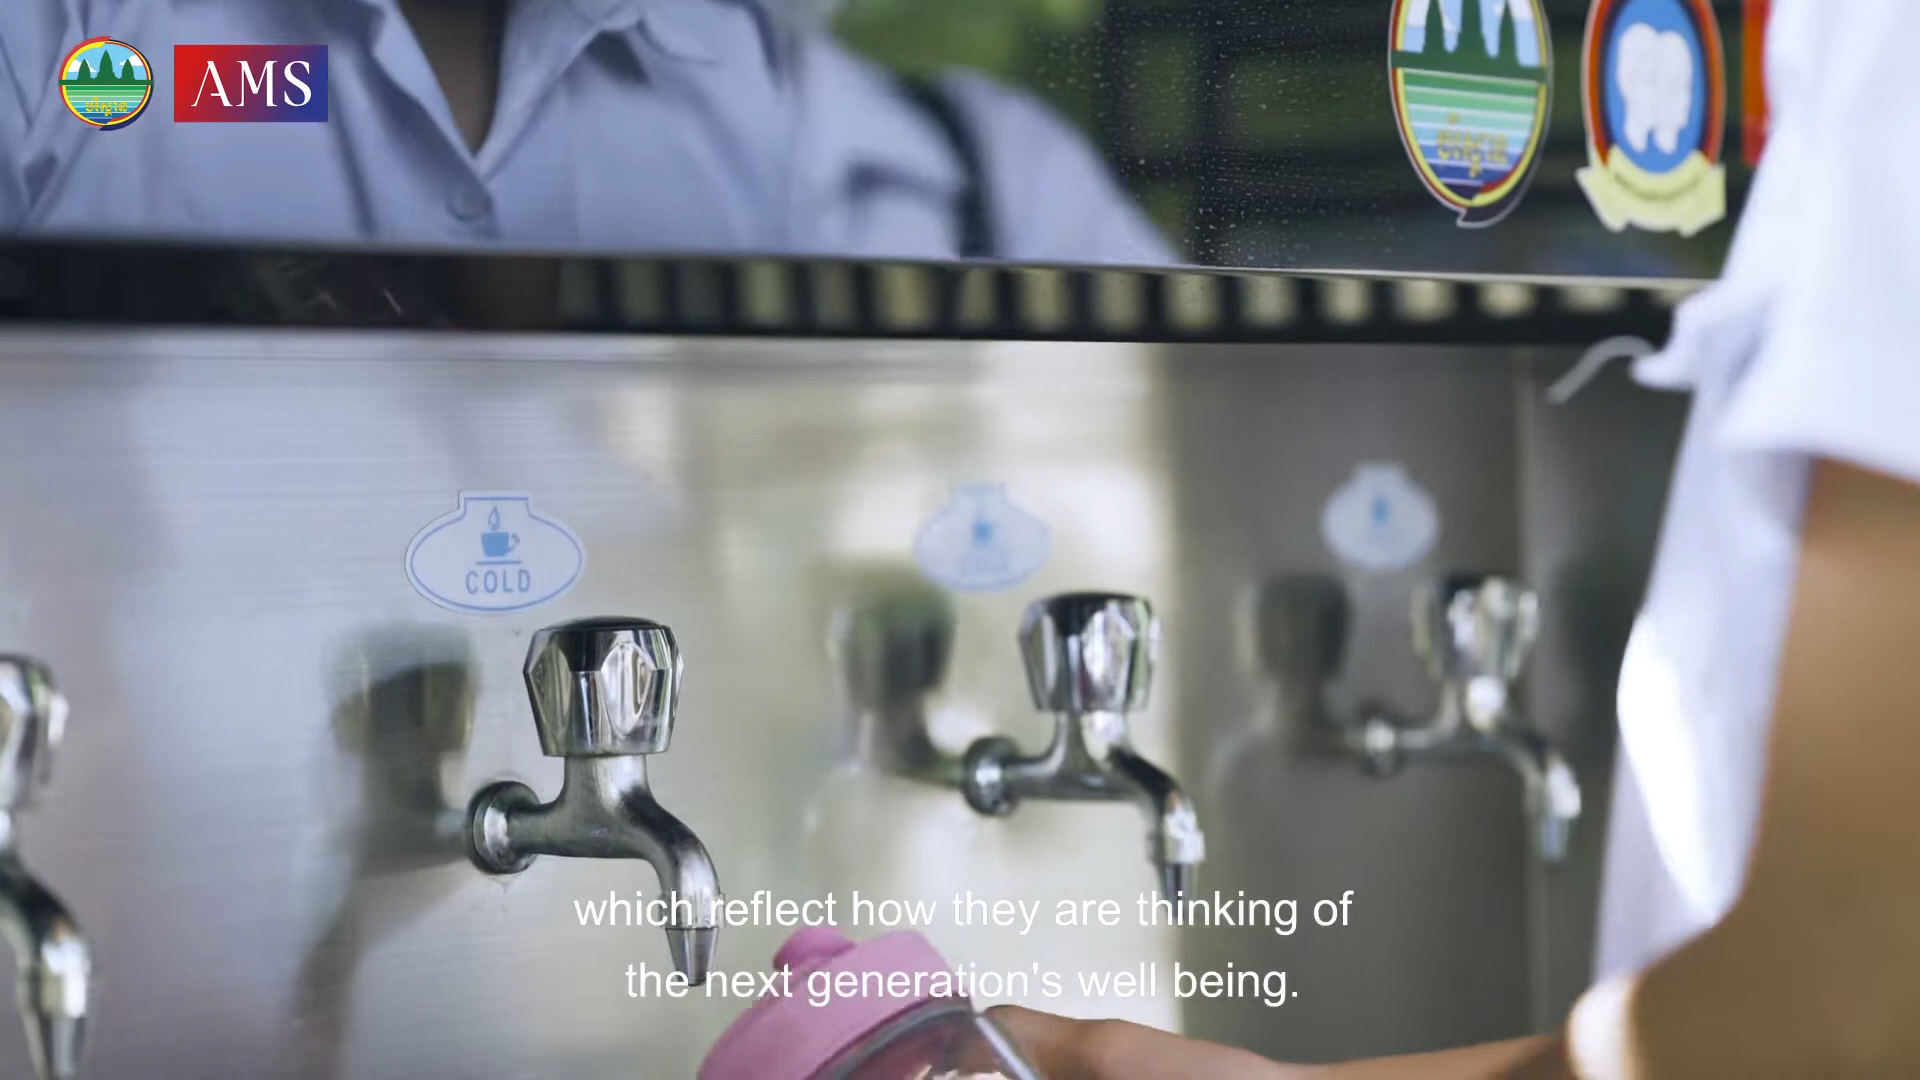 AMS
COLD
which reflect how they are thinking of
the next generation's well being.